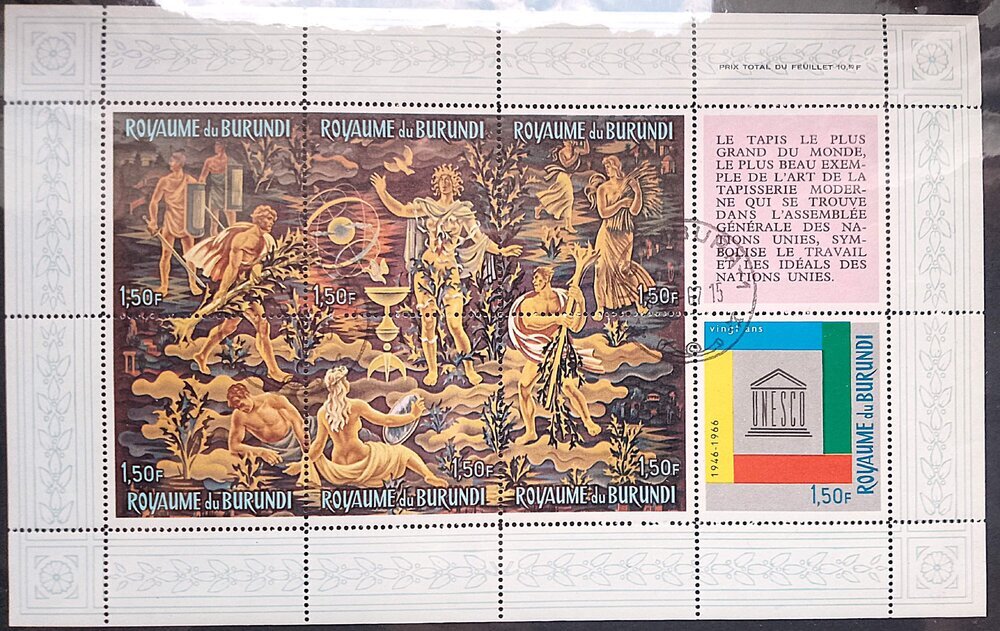 PRIX TOTAL DU FEUILLET 10,50 F
ROYAUME du BURUNDI
ROYAUME du BURUNDI
ROYAUME du BURUNDI
1,50F
1,50F
1,50F
LE TAPIS LE PLUS
GRAND DU MONDE,
LE PLUS BEAU EXEM-
PLE DE L'ART DE LA
TAPISSERIE MODER-
NE QUI SE TROUVE
DANS L'ASSEMBLÉE
GÉNÉRALE DES NA-
TIONS UNIES, SYM-
BOLISE LE TRAVAIL
ET LES IDÉALS DES
NATIONS UNIES.
15
1,50F
1,50F
1,50F
ROYAUME du BURUNDI
ROYAUME du BURUNDI
ROYAUME du BURUNDI
vingt ans
UNESCO
1946-1966
ROYAUME du BURUNDI
1,50F